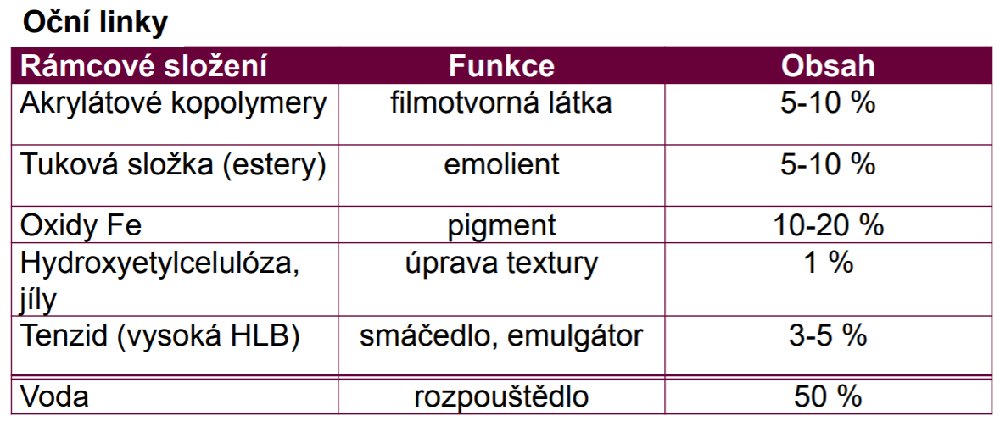 Oční linky
Rámcové složení Funkce Obsah
Akrylátové kopolymery filmotvorná látka 5-10 %
Tuková složka (estery) emolient 5-10 %
Oxidy Fe pigment 10-20 %
Hydroxyetylcelulóza, úprava textury 1 %
jíly
Tenzid (vysoká HLB) smáčedlo, emulgátor 3-5 %
Voda rozpouštědlo 50 %